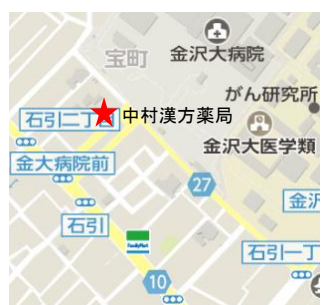 宝町
金沢大病院
がん研究所
石引二丁
中村漢方薬局
金沢大医学類
金大病院前
27
金沢
石引
FamilyMart
石引一丁
10